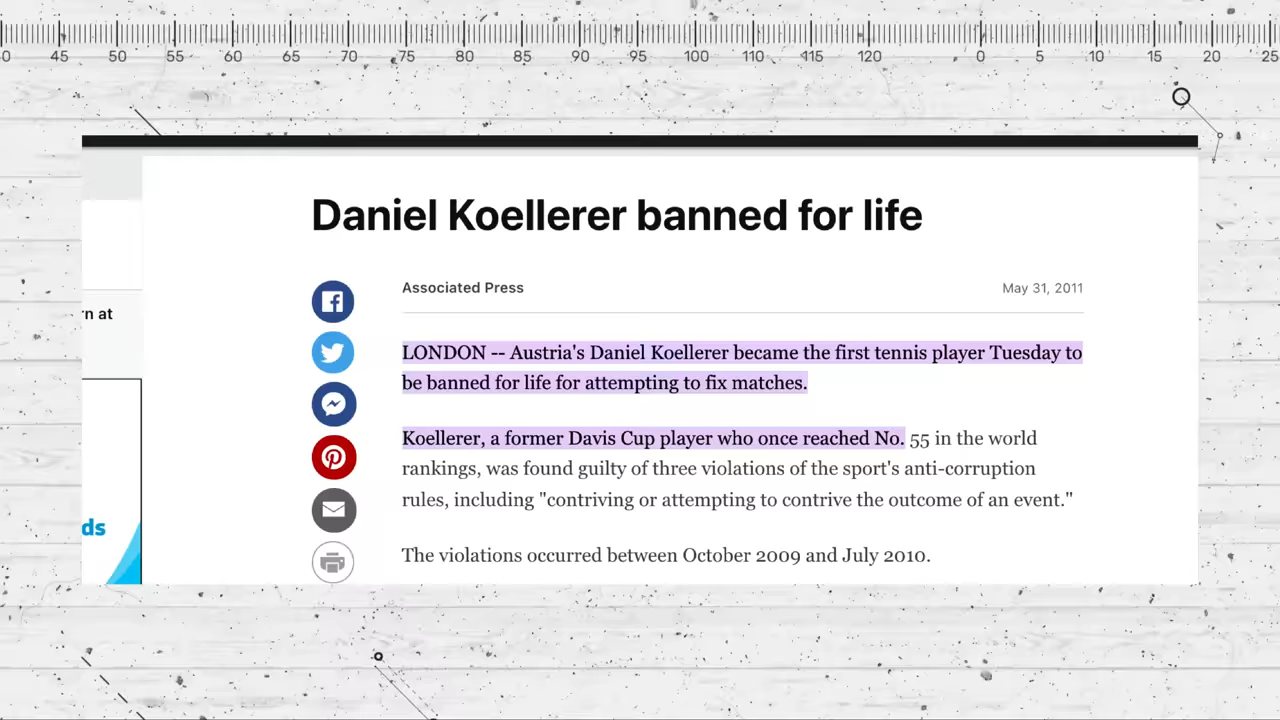 0 45 50 55 60 65 70 75 80 85 90 95 100 110 115 120 0 5 10 15 20 25
Daniel Koellerer banned for life
Associated Press
May 31, 2011
rn at
LONDON -- Austria's Daniel Koellerer became the first tennis player Tuesday to
be banned for life for attempting to fix matches.
Koellerer, a former Davis Cup player who once reached No. 55 in the world
rankings, was found guilty of three violations of the sport's anti-corruption
rules, including "contriving or attempting to contrive the outcome of an event."
ds
The violations occurred between October 2009 and July 2010.